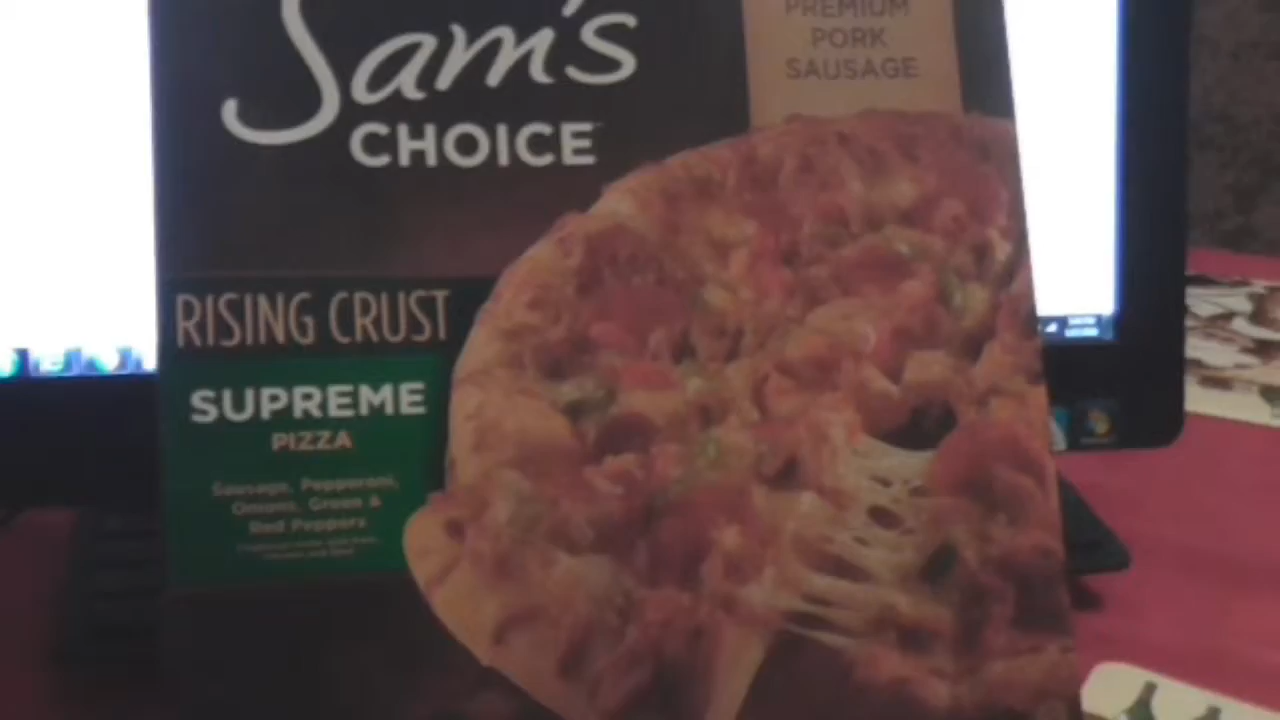 Sam's
CHOICE
PREMIUM
PORK
SAUSAGE
RISING CRUST
SUPREME
PIZZA
Sausage, Pepperoni,
Onions, Green &
Red Peppers